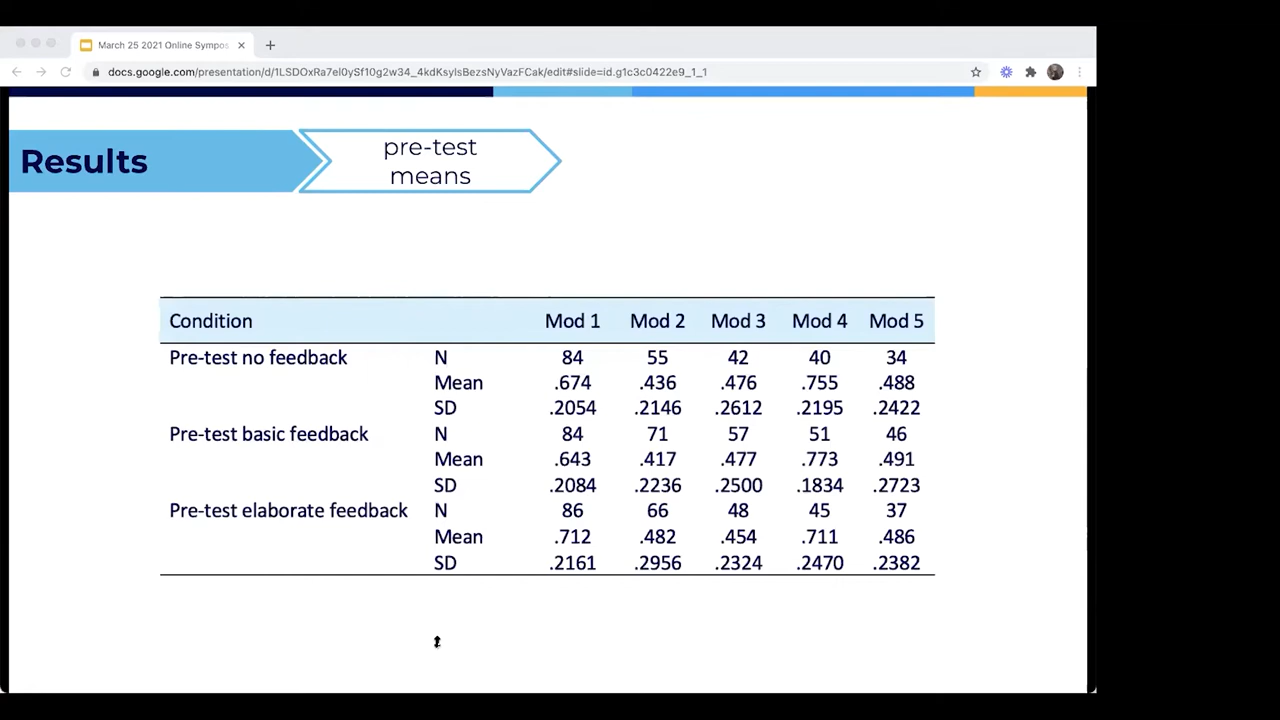 March 25 2021 Online Sympos
docs.google.com/presentation/d/1LSDOxRa7eI0ySf10g2w34_4kdKsyIsBezsNyVazFCak/edit#slide=id.g1c3c0422e9_1_1
Results
pre-test
means
Condition Mod 1 Mod 2 Mod 3 Mod 4 Mod 5
Pre-test no feedback N 84 55 42 40 34
Mean .674 .436 .476 .755 .488
SD .2054 .2146 .2612 .2195 .2422
Pre-test basic feedback N 84 71 57 51 46
Mean .643 .417 .477 .773 .491
SD .2084 .2236 .2500 .1834 .2723
Pre-test elaborate feedback N 86 66 48 45 37
Mean .712 .482 .454 .711 .486
SD .2161 .2956 .2324 .2470 .2382